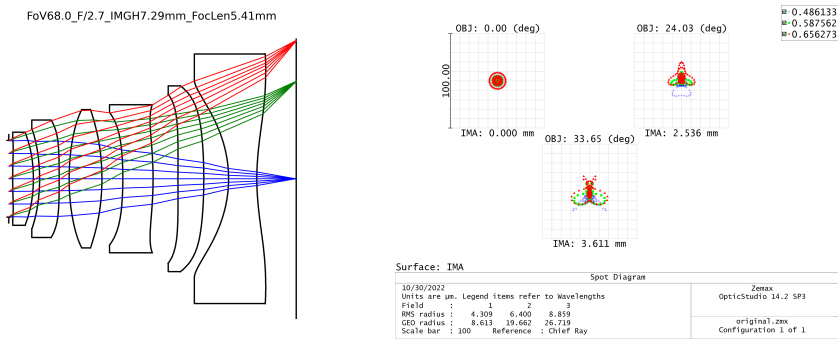 FoV68.0_F/2.7_IMGH7.29mm_FocLen5.41mm
0.486133
0.587562
0.656273
OBJ: 0.00 (deg)
OBJ: 24.03 (deg)
100.00
IMA: 0.000 mm
IMA: 2.536 mm
OBJ: 33.65 (deg)
IMA: 3.611 mm
Surface: IMA
Spot Diagram
10/30/2022
Units are µm. Legend items refer to Wavelengths
Field : 1 2 3
RMS radius : 4.309 6.400 8.859
GEO radius : 8.613 19.662 26.719
Scale bar : 100 Reference : Chief Ray
Zemax
OpticStudio 14.2 SP3
original.zmx
Configuration 1 of 1